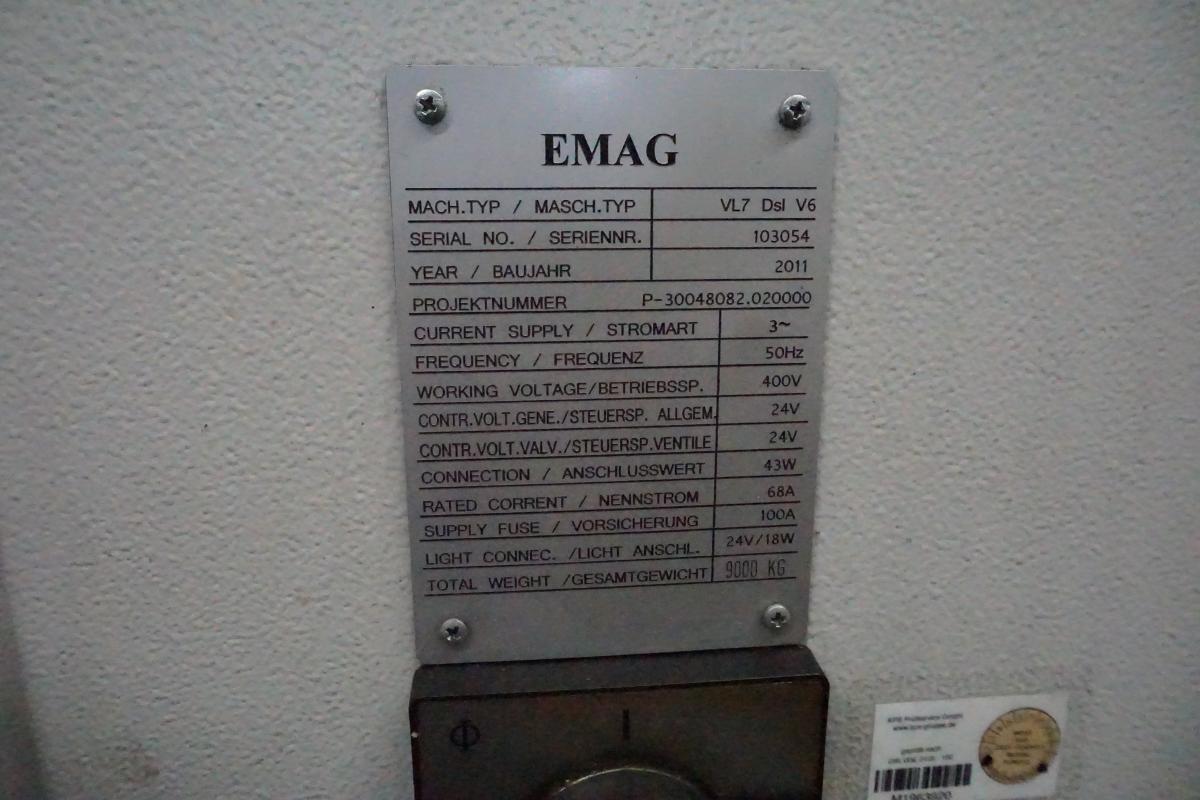 EMAG
MACH.TYP / MASCH.TYP VL7 Dsl V6
SERIAL NO. / SERIENNR. 103054
YEAR / BAUJAHR 2011
PROJEKTNUMMER P-30048082.020000
CURRENT SUPPLY / STROMART 3~
FREQUENCY / FREQUENZ 50Hz
WORKING VOLTAGE/BETRIEBSSP. 400V
CONTR.VOLT.GENE./STEUERSP. ALLGEM. 24V
CONTR.VOLT.VALV./STEUERSP.VENTILE 24V
CONNECTION / ANSCHLUSSWERT 43W
RATED CORRENT / NENNSTROM 68A
SUPPLY FUSE / VORSICHERUNG 100A
LIGHT CONNEC. /LICHT ANSCHL. 24V/18W
TOTAL WEIGHT /GESAMTGEWICHT 9000 KG
Prüfservice GmbH
M1963920